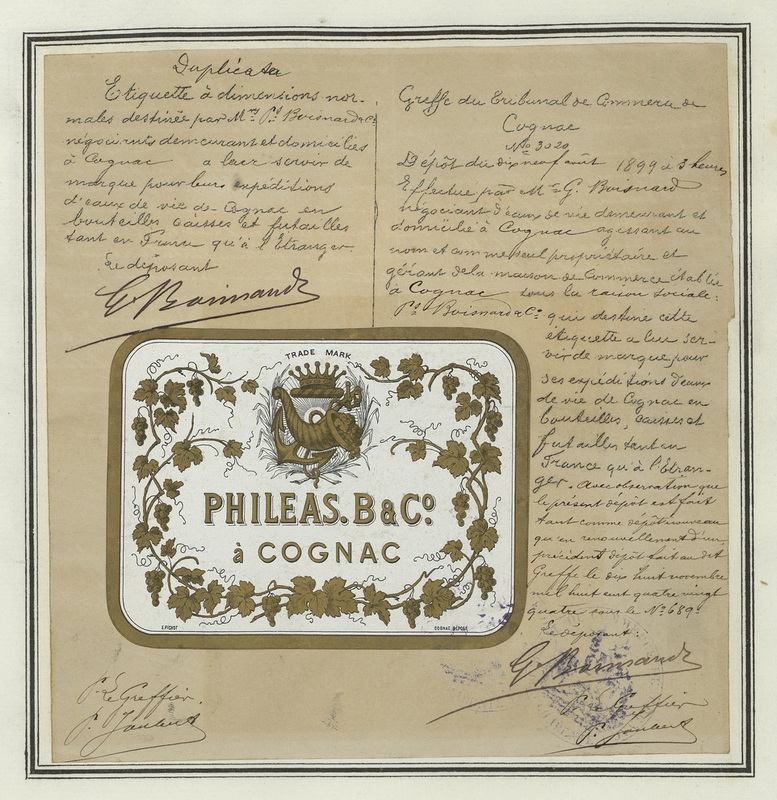 Duplicata
Etiquette à dimensions nor-
males destinée par Mrs Ps Boisnard & Co
négociants demeurant et domiciliés
à Cognac a leur servir de
marque pour leurs expéditions
d'eaux de vie de Cognac en
bouteilles caisses et futailles
tant en France qu'à l'Etranger
Le déposant
G. Boisnard
Greffe du Tribunal de Commerce de
Cognac
No 3020
Dépôt du dix neuf août 1899 à 3 heures
Effectué par Mr G. Boisnard
négociant d'eaux de vie demeurant et
domicilié à Cognac agissant au
nom et comme seul propriétaire et
gérant de la maison de Commerce établie
à Cognac sous la raison sociale:
Ps Boisnard & Co qui destine cette
étiquette a lui ser-
vir de marque pour
ses expéditions d'eaux
de vie de Cognac en
bouteilles, caisses et
futailles tant en
France qu'à l'Etran-
ger. Avec observation que
le présent dépôt est fait
tant comme dépôt nouveau
qu'en renouvellement d'un
précédent dépôt fait au dit
Greffe le dix huit novembre
mil huit cent quatre vingt
quatre sous le No 689.
Le déposant:
G. Boisnard
Le Greffier
TRADE MARK
PHILEAS. B & Co.
à COGNAC
COGNAC DÉPOSÉ
Le Greffier